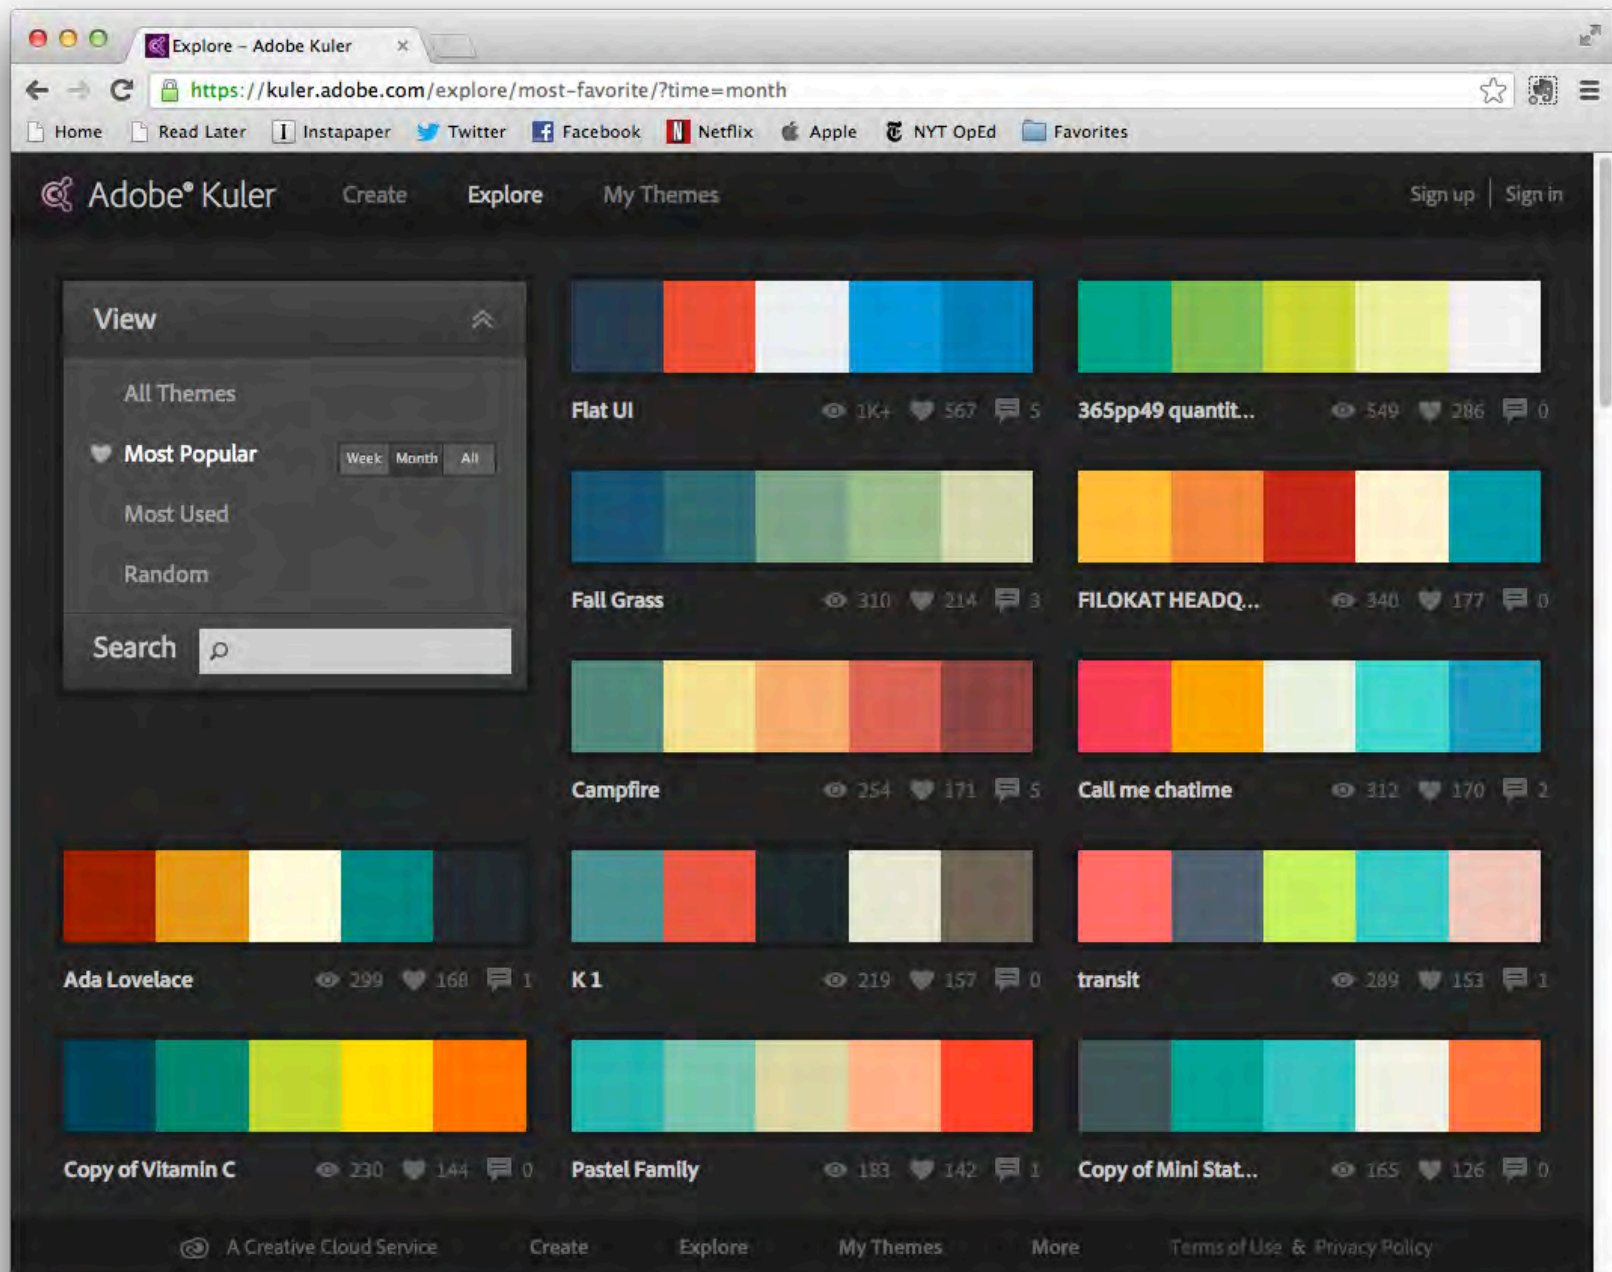 Explore – Adobe Kuler
https://kuler.adobe.com/explore/most-favorite/?time=month
Home Read Later Instapaper Twitter Facebook Netflix Apple NYT OpEd Favorites
Adobe® Kuler Create Explore My Themes Sign up Sign in
View
All Themes
Most Popular Week Month All
Most Used
Random
Search
Flat UI 1K+ 567 5
365pp49 quantit... 549 286 0
Fall Grass 310 214 3
FILOKAT HEADQ... 340 177 0
Campfire 254 171 5
Call me chatime 312 170 2
Ada Lovelace 299 168 1
K 1 219 157 0
transit 289 153 1
Copy of Vitamin C 230 144 0
Pastel Family 183 142 1
Copy of Mini Stat... 165 126 0
A Creative Cloud Service Create Explore My Themes More Terms of Use & Privacy Policy